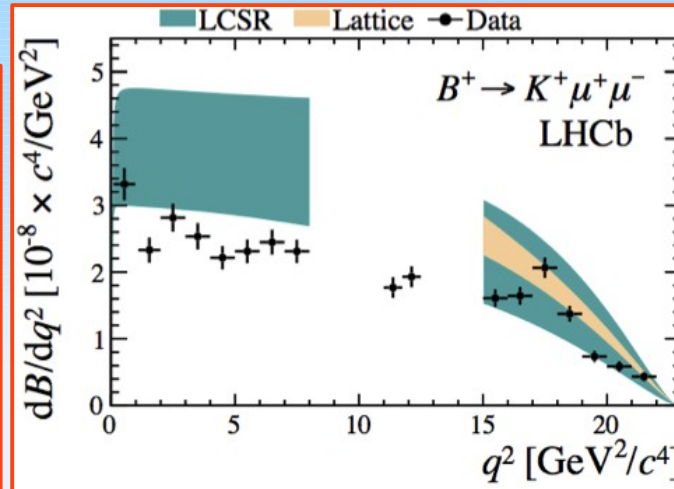 LCSR Lattice Data
B⁺ → K⁺μ⁺μ⁻
LHCb
dB/dq² [10⁻⁸ × c⁴/GeV²]
5
4
3
2
1
0
0 5 10 15 20
q² [GeV²/c⁴